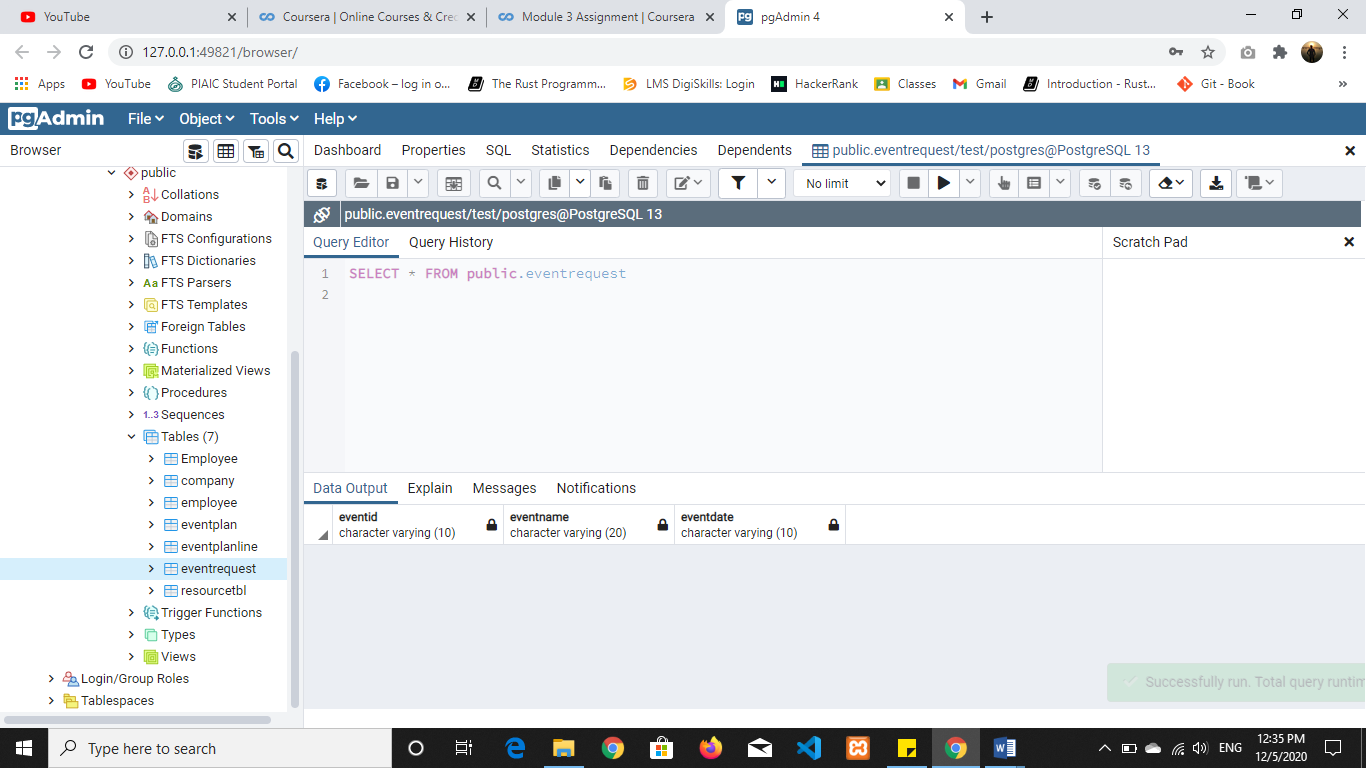 YouTube
Coursera | Online Courses & Cred
Module 3 Assignment | Coursera
pgAdmin 4
127.0.0.1:49821/browser/
Apps
YouTube
PIAIC Student Portal
Facebook – log in o...
The Rust Programm...
LMS DigiSkills: Login
HackerRank
Classes
Gmail
Introduction - Rust...
Git - Book
pgAdmin
File
Object
Tools
Help
Browser
Dashboard
Properties
SQL
Statistics
Dependencies
Dependents
public.eventrequest/test/postgres@PostgreSQL 13
No limit
public.eventrequest/test/postgres@PostgreSQL 13
Query Editor
Query History
Scratch Pad
1 SELECT * FROM public.eventrequest
2
public
Collations
Domains
FTS Configurations
FTS Dictionaries
Aa FTS Parsers
FTS Templates
Foreign Tables
Functions
Materialized Views
Procedures
1..3 Sequences
Tables (7)
Employee
company
employee
eventplan
eventplanline
eventrequest
resourcetbl
Trigger Functions
Types
Views
Login/Group Roles
Tablespaces
Data Output
Explain
Messages
Notifications
eventid
character varying (10)
eventname
character varying (20)
eventdate
character varying (10)
Successfully run. Total query runtim
Type here to search
ENG
12:35 PM
12/5/2020